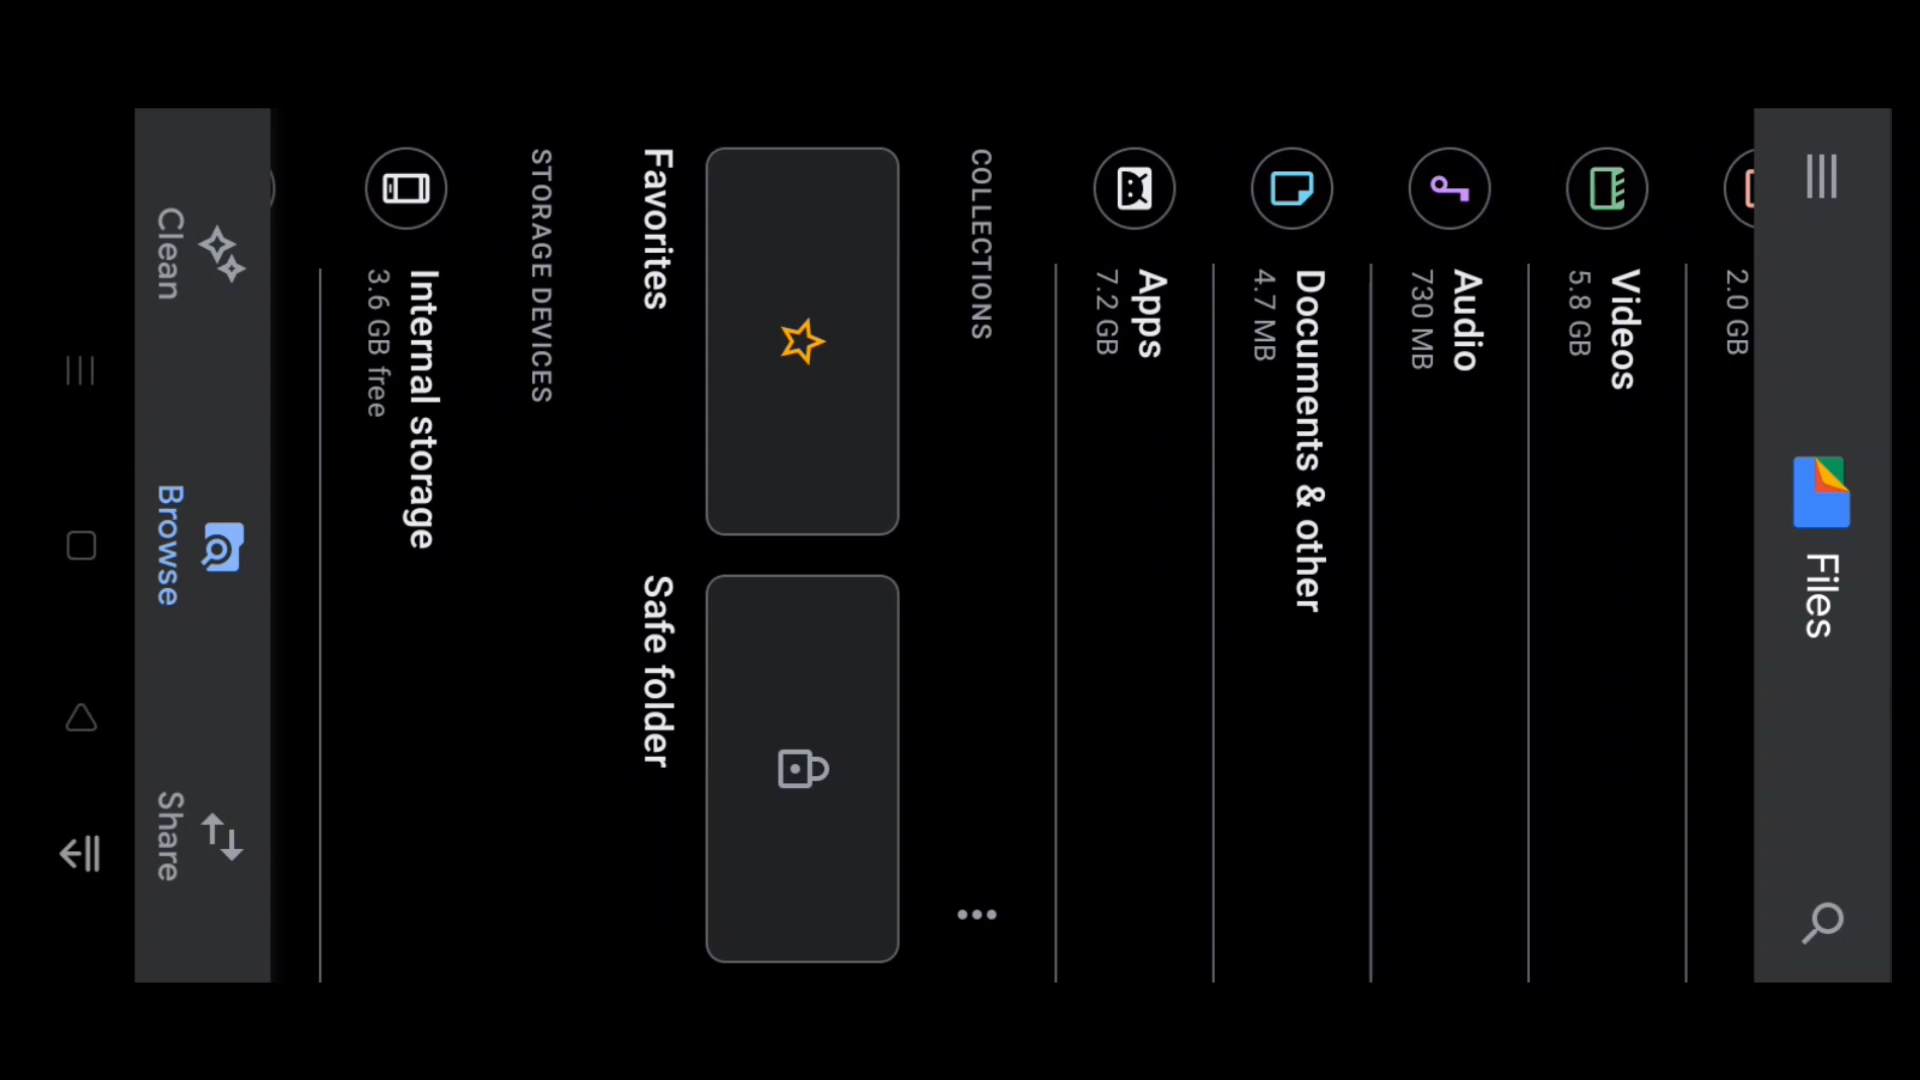 Files
2.0 GB
Videos
5.8 GB
Audio
730 MB
Documents & other
4.7 MB
Apps
7.2 GB
COLLECTIONS
Favorites
Safe folder
STORAGE DEVICES
Internal storage
3.6 GB free
Clean
Browse
Share